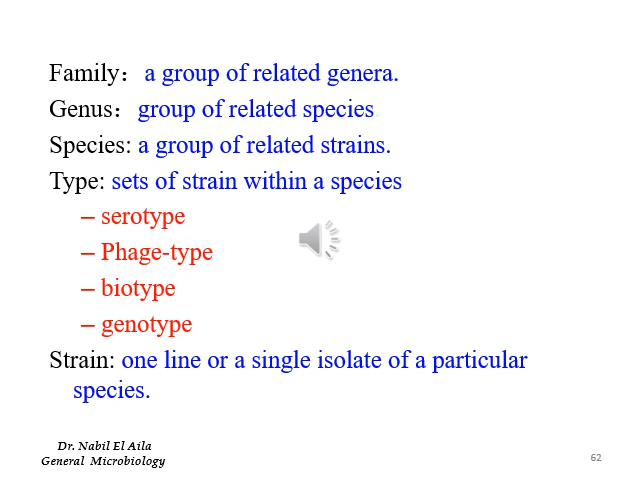 Family： a group of related genera.
Genus： group of related species
Species: a group of related strains.
Type: sets of strain within a species
– serotype
– Phage-type
– biotype
– genotype
Strain: one line or a single isolate of a particular
species.
Dr. Nabil El Aila
General Microbiology
62